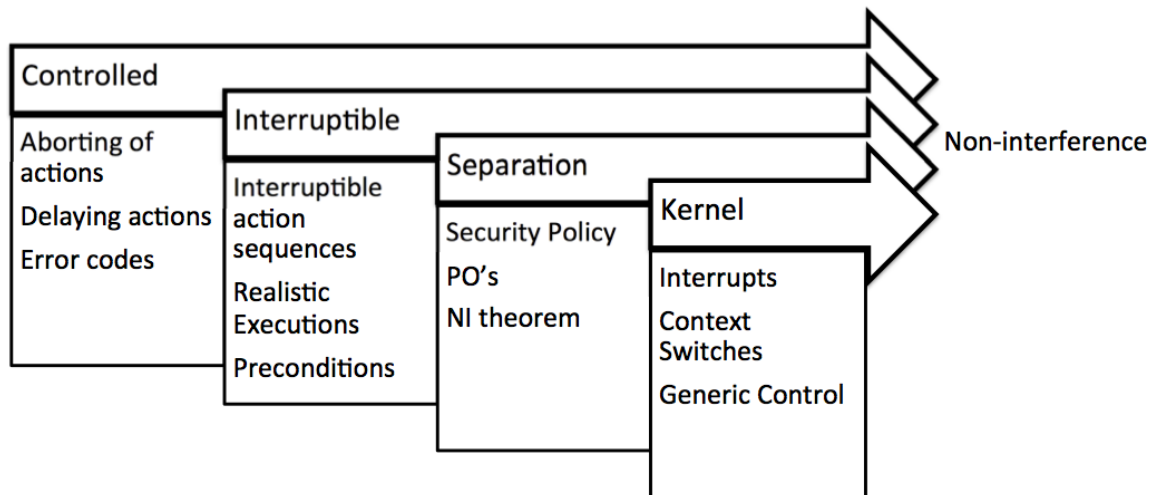 Controlled
Aborting of
actions
Delaying actions
Error codes
Interruptible
Interruptible
action
sequences
Realistic
Executions
Preconditions
Separation
Security Policy
PO's
NI theorem
Kernel
Interrupts
Context
Switches
Generic Control
Non-interference